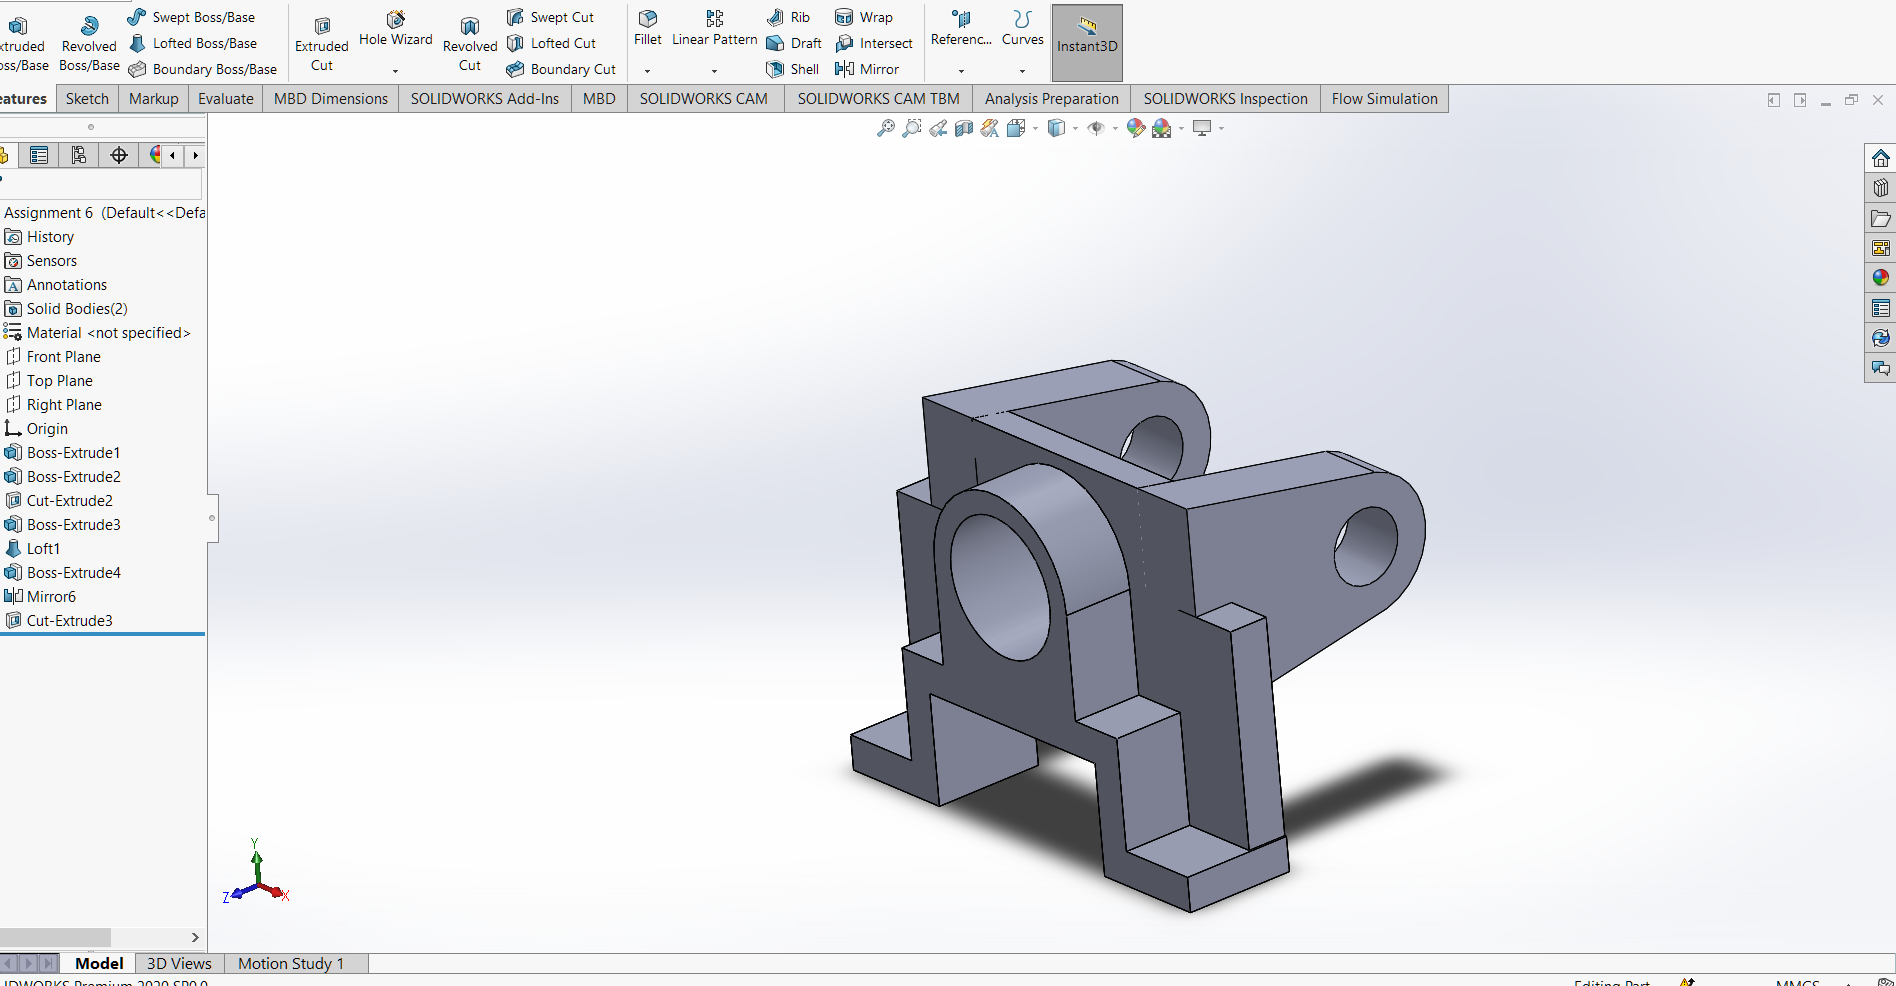 Swept Boss/Base
Lofted Boss/Base
Boundary Boss/Base
Revolved
Boss/Base
Extruded
Cut
Hole Wizard
Revolved
Cut
Swept Cut
Lofted Cut
Boundary Cut
Fillet
Linear Pattern
Rib
Draft
Shell
Wrap
Intersect
Mirror
Referenc...
Curves
Instant3D
eatures
Sketch
Markup
Evaluate
MBD Dimensions
SOLIDWORKS Add-Ins
MBD
SOLIDWORKS CAM
SOLIDWORKS CAM TBM
Analysis Preparation
SOLIDWORKS Inspection
Flow Simulation
Assignment 6 (Default<<Defa
History
Sensors
Annotations
Solid Bodies(2)
Material <not specified>
Front Plane
Top Plane
Right Plane
Origin
Boss-Extrude1
Boss-Extrude2
Cut-Extrude2
Boss-Extrude3
Loft1
Boss-Extrude4
Mirror6
Cut-Extrude3
Y
Z
X
Model
3D Views
Motion Study 1
Editing Part
MMGS